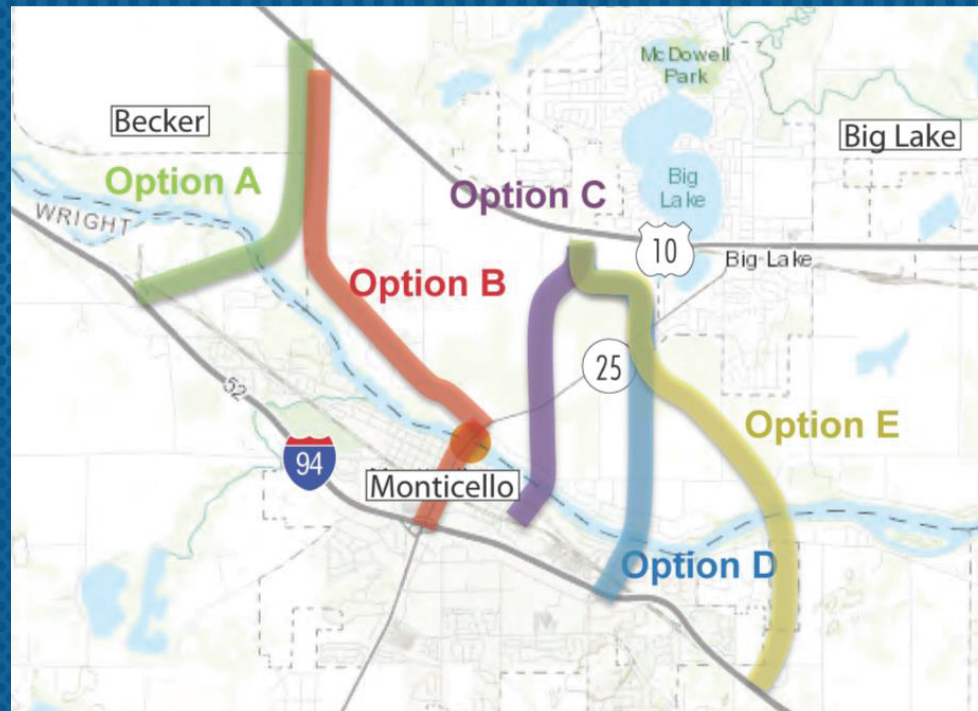 McDowell
Park
Becker
Big Lake
Option A
Option C
Big
Lake
WRIGHT
10
Big Lake
Option B
25
52
Option E
94
Monticello
Option D